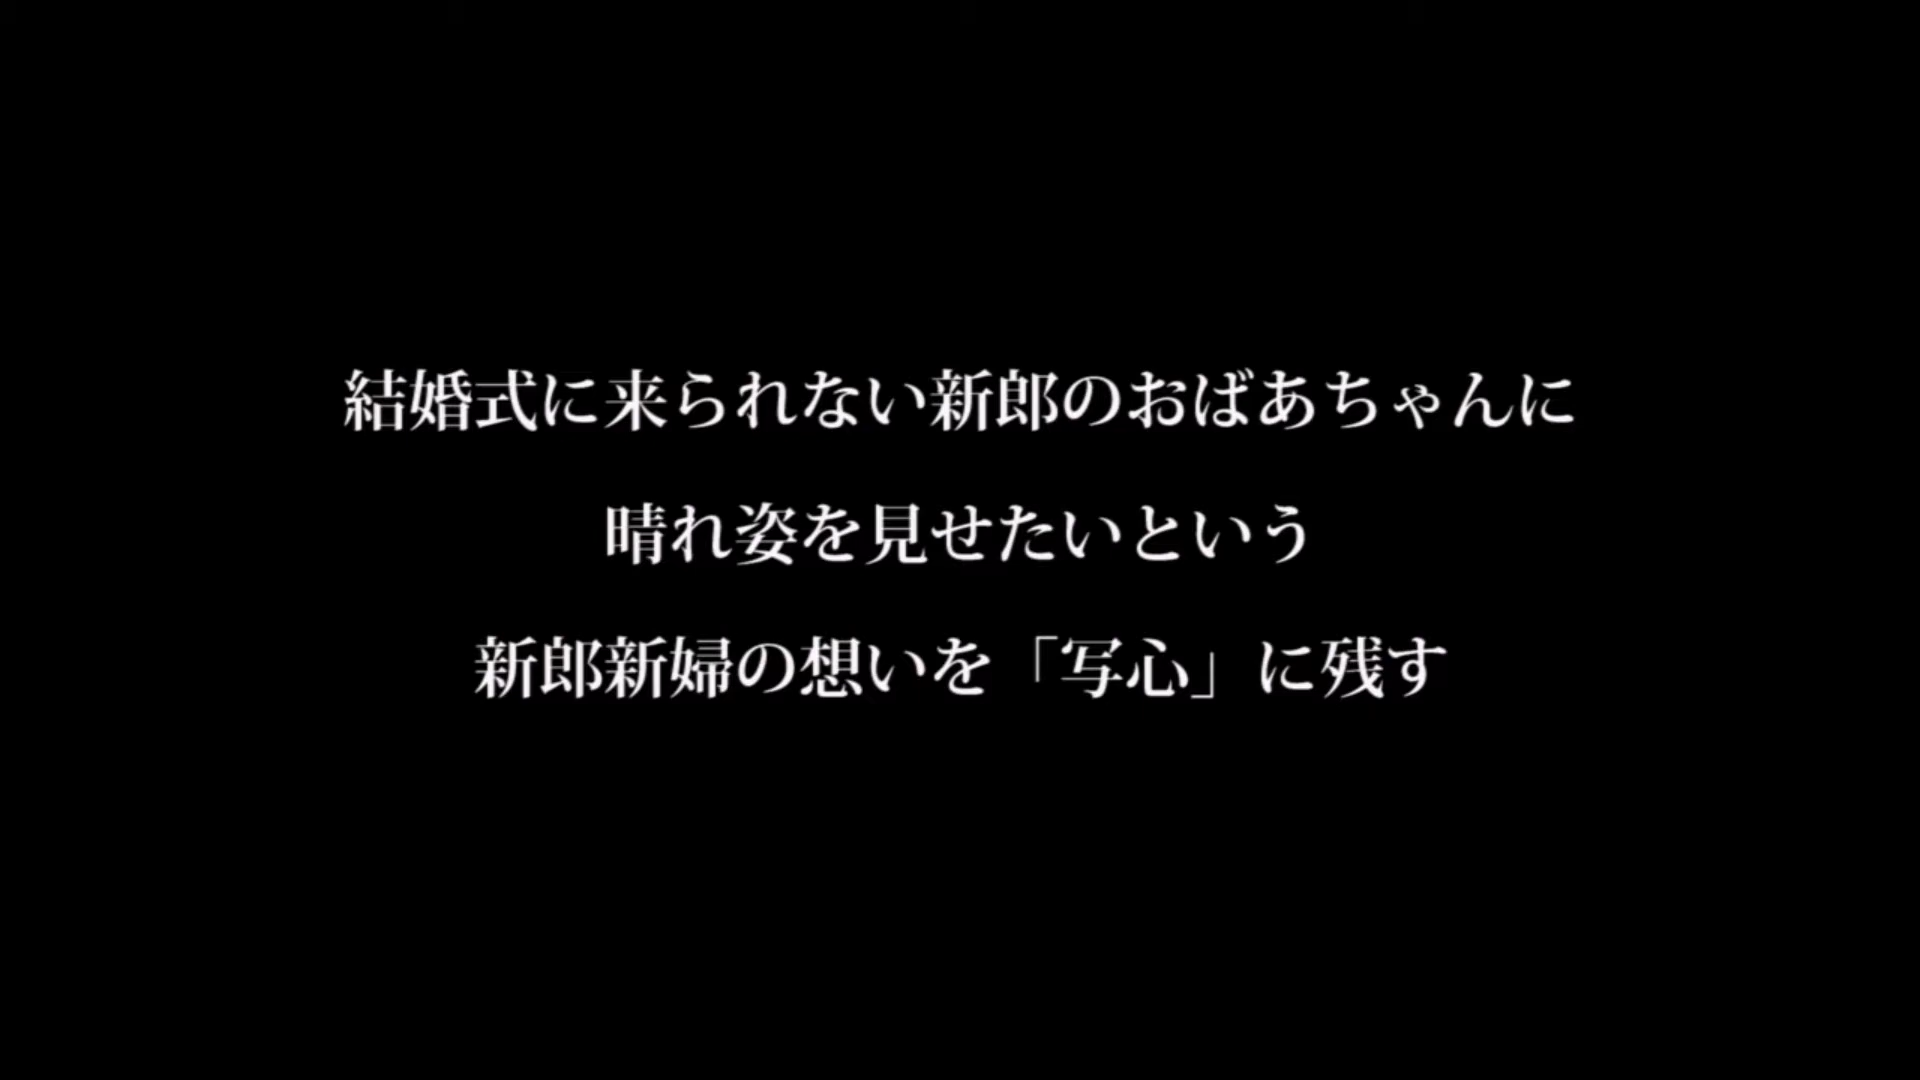 結婚式に来られない新郎のおばあちゃんに
晴れ姿を見せたいという
新郎新婦の想いを「写心」に残す